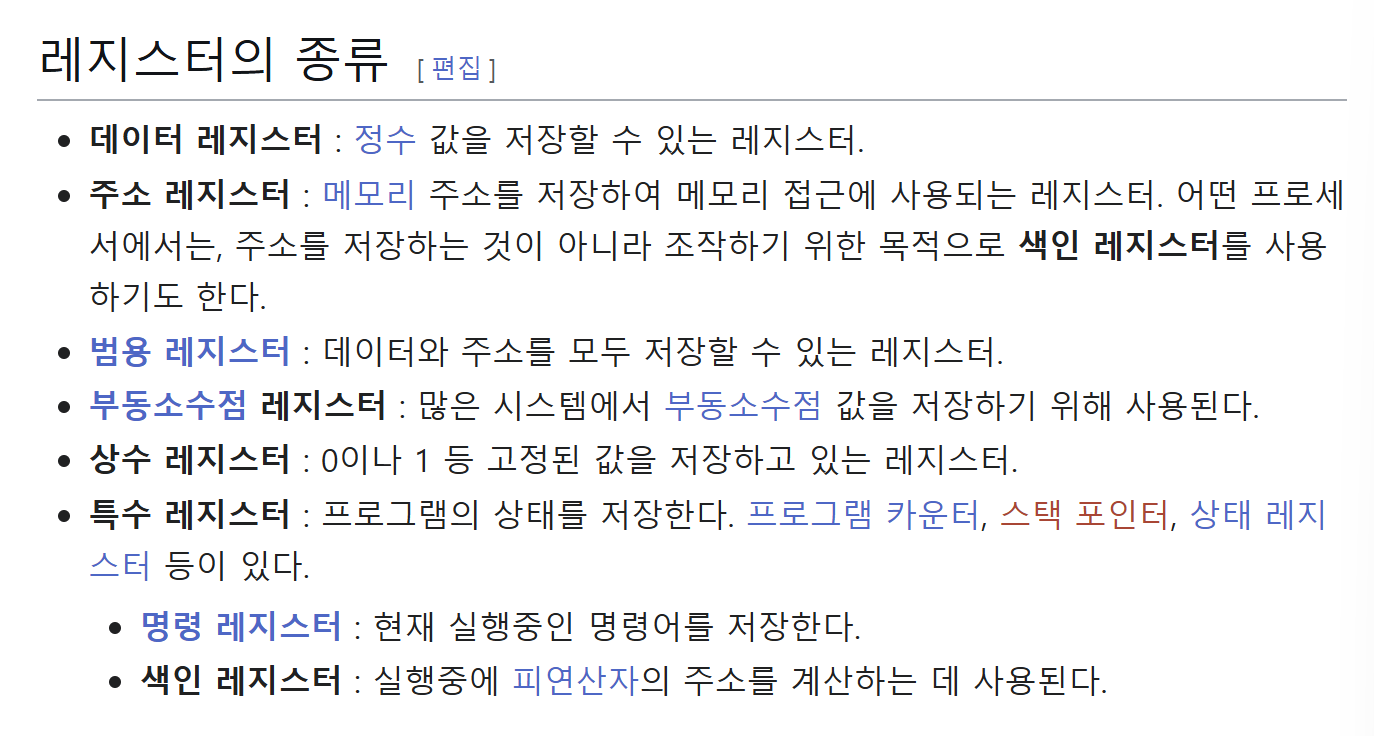 레지스터의 종류 [ 편집 ]
• 데이터 레지스터 : 정수 값을 저장할 수 있는 레지스터.
• 주소 레지스터 : 메모리 주소를 저장하여 메모리 접근에 사용되는 레지스터. 어떤 프로세
서에서는, 주소를 저장하는 것이 아니라 조작하기 위한 목적으로 색인 레지스터를 사용
하기도 한다.
• 범용 레지스터 : 데이터와 주소를 모두 저장할 수 있는 레지스터.
• 부동소수점 레지스터 : 많은 시스템에서 부동소수점 값을 저장하기 위해 사용된다.
• 상수 레지스터 : 0이나 1 등 고정된 값을 저장하고 있는 레지스터.
• 특수 레지스터 : 프로그램의 상태를 저장한다. 프로그램 카운터, 스택 포인터, 상태 레지
스터 등이 있다.
• 명령 레지스터 : 현재 실행중인 명령어를 저장한다.
• 색인 레지스터 : 실행중에 피연산자의 주소를 계산하는 데 사용된다.